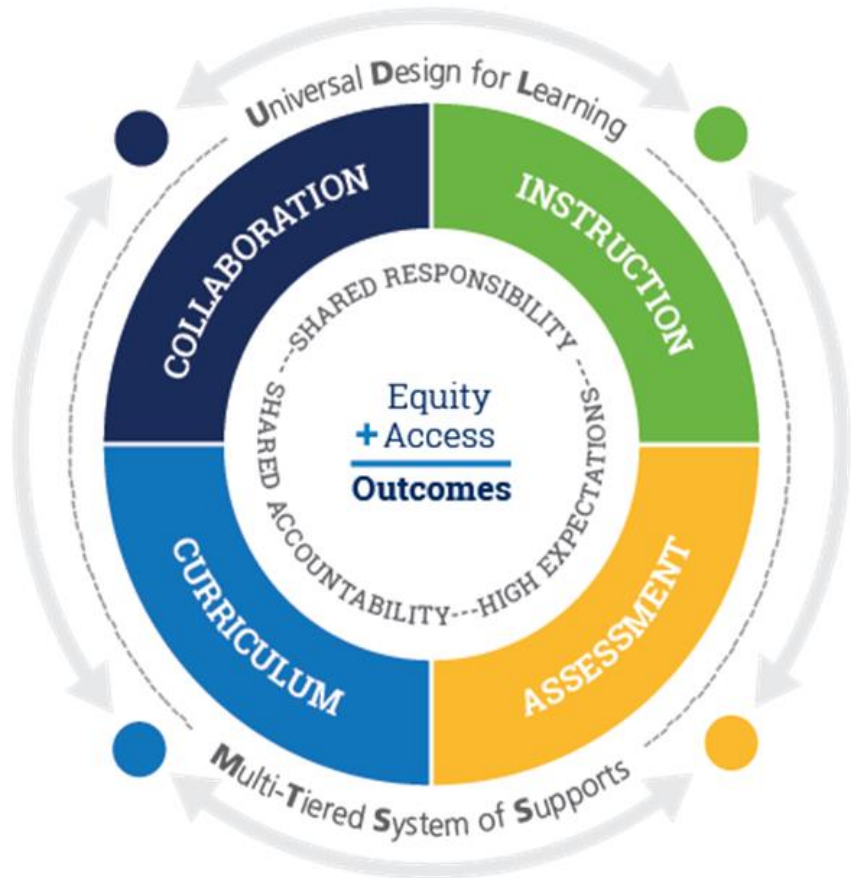 Universal Design for Learning
COLLABORATION
INSTRUCTION
SHARED ACCOUNTABILITY---SHARED RESPONSIBILITY---HIGH EXPECTATIONS---
Equity
+Access
Outcomes
CURRICULUM
ASSESSMENT
Multi-Tiered System of Supports